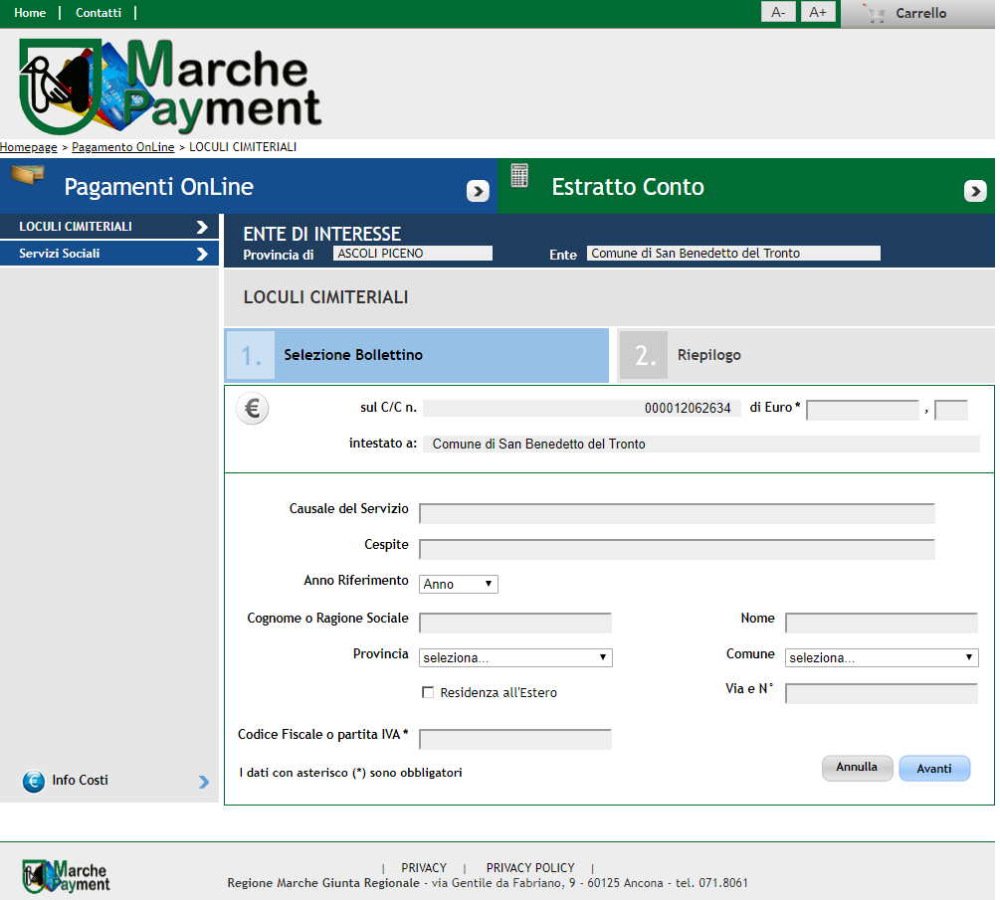 Home | Contatti |
A- A+ Carrello
Marche
Payment
Homepage > Pagamento OnLine > LOCULI CIMITERIALI
Pagamenti OnLine
Estratto Conto
LOCULI CIMITERIALI
Servizi Sociali
ENTE DI INTERESSE
Provincia di ASCOLI PICENO Ente Comune di San Benedetto del Tronto
LOCULI CIMITERIALI
1. Selezione Bollettino 2. Riepilogo
€ sul C/C n. 000012062634 di Euro * ,
intestato a: Comune di San Benedetto del Tronto
Causale del Servizio
Cespite
Anno Riferimento Anno
Cognome o Ragione Sociale Nome
Provincia seleziona... Comune seleziona...
Residenza all'Estero Via e N°
Codice Fiscale o partita IVA *
I dati con asterisco (*) sono obbligatori
Annulla Avanti
€ Info Costi
Marche
Payment
| PRIVACY | PRIVACY POLICY |
Regione Marche Giunta Regionale - via Gentile da Fabriano, 9 - 60125 Ancona - tel. 071.8061